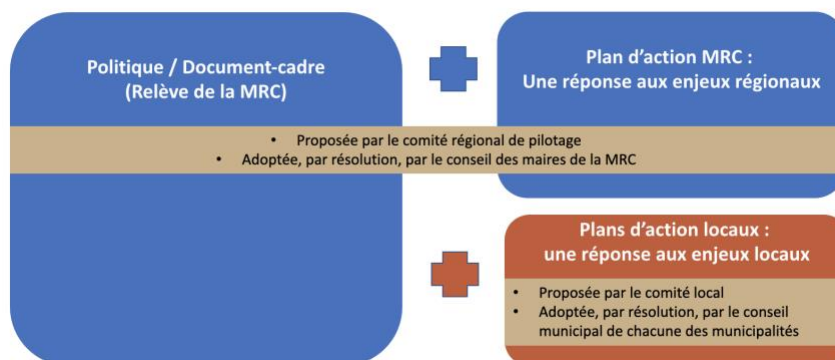 Politique / Document-cadre
(Relève de la MRC)
Plan d'action MRC :
Une réponse aux enjeux régionaux
• Proposée par le comité régional de pilotage
• Adoptée, par résolution, par le conseil des maires de la MRC
Plans d'action locaux :
une réponse aux enjeux locaux
• Proposée par le comité local
• Adoptée, par résolution, par le conseil
municipal de chacune des municipalités